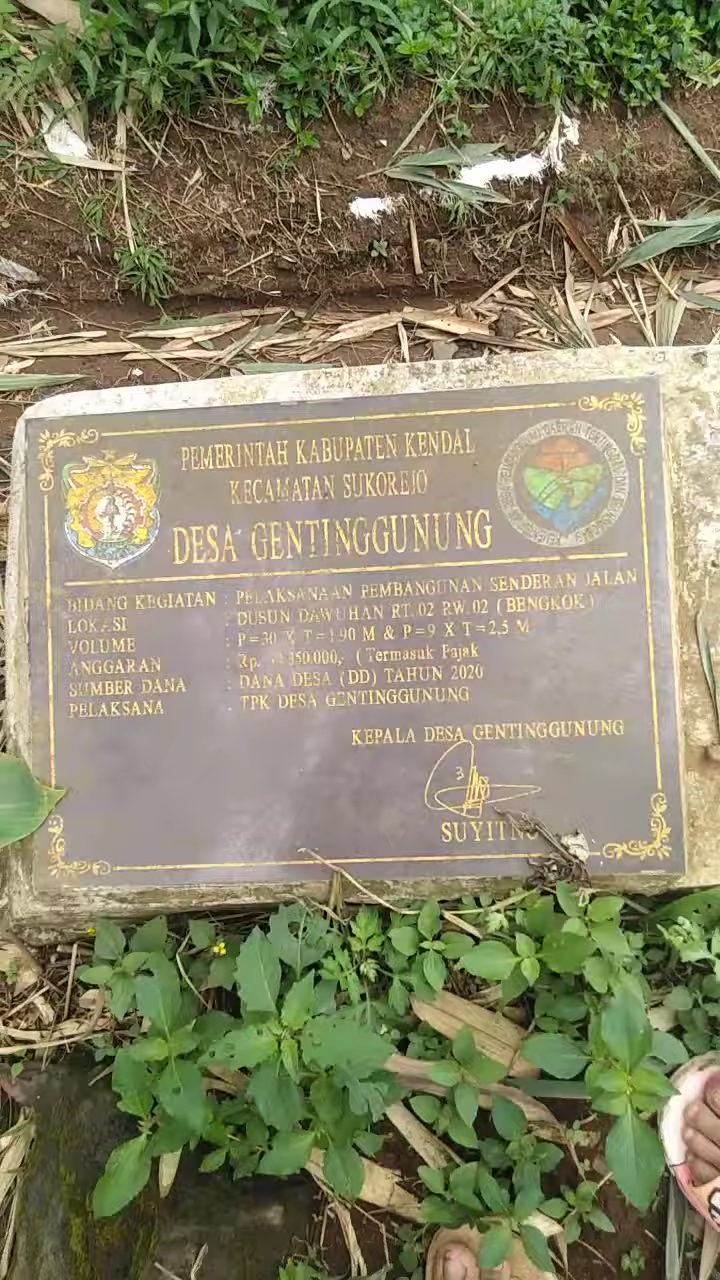 PEMERINTAH KABUPATEN KENDAL
KECAMATAN SUKOREJO
DESA GENTINGGUNUNG
BIDANG KEGIATAN : PELAKSANAAN PEMBANGUNAN SENDERAN JALAN
LOKASI : DUSUN DAWUHAN RT.02 RW.02 ( BENGKOK )
VOLUME : P=30 X T=1,90 M & P=9 X T=2,5 M
ANGGARAN : Rp. 350.000,- ( Termasuk Pajak
SUMBER DANA : DANA DESA (DD) TAHUN 2020
PELAKSANA : TPK DESA GENTINGGUNUNG
KEPALA DESA GENTINGGUNUNG
SUYITNO